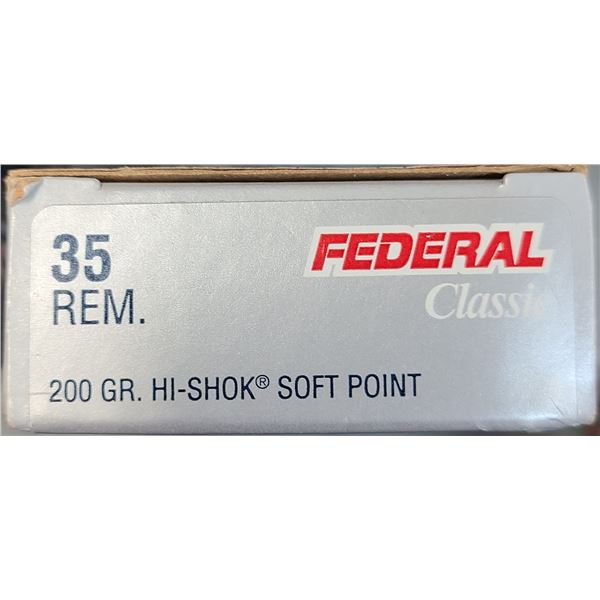 35
REM.
FEDERAL
Classic
200 GR. HI-SHOK® SOFT POINT